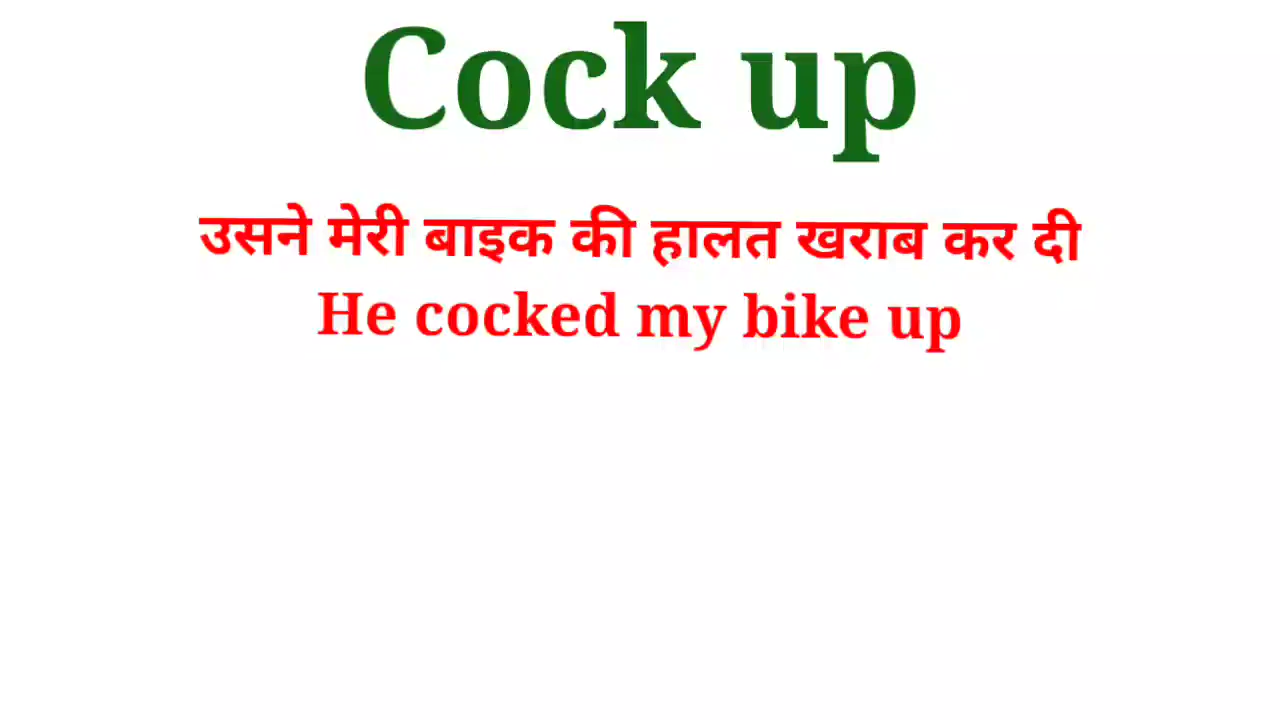 Cock up
उसने मेरी बाइक की हालत खराब कर दी
He cocked my bike up